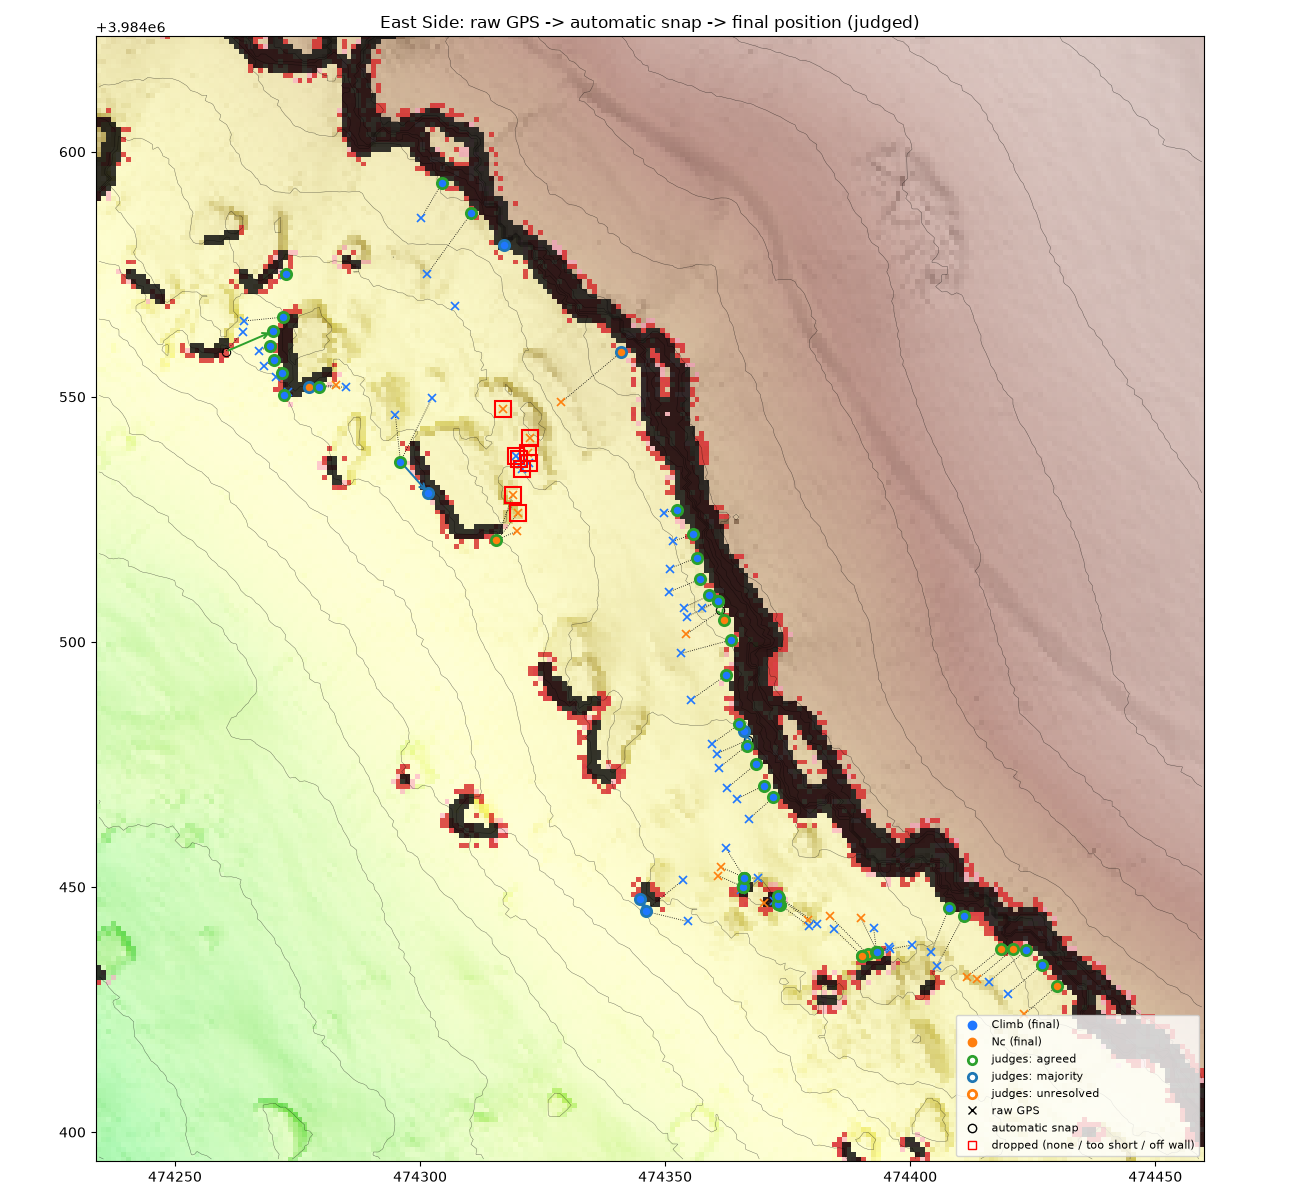 East Side: raw GPS -> automatic snap -> final position (judged)
+3.984e6
600
550
500
450
400
474250
474300
474350
474400
474450
Climb (final)
Nc (final)
judges: agreed
judges: majority
judges: unresolved
raw GPS
automatic snap
dropped (none / too short / off wall)